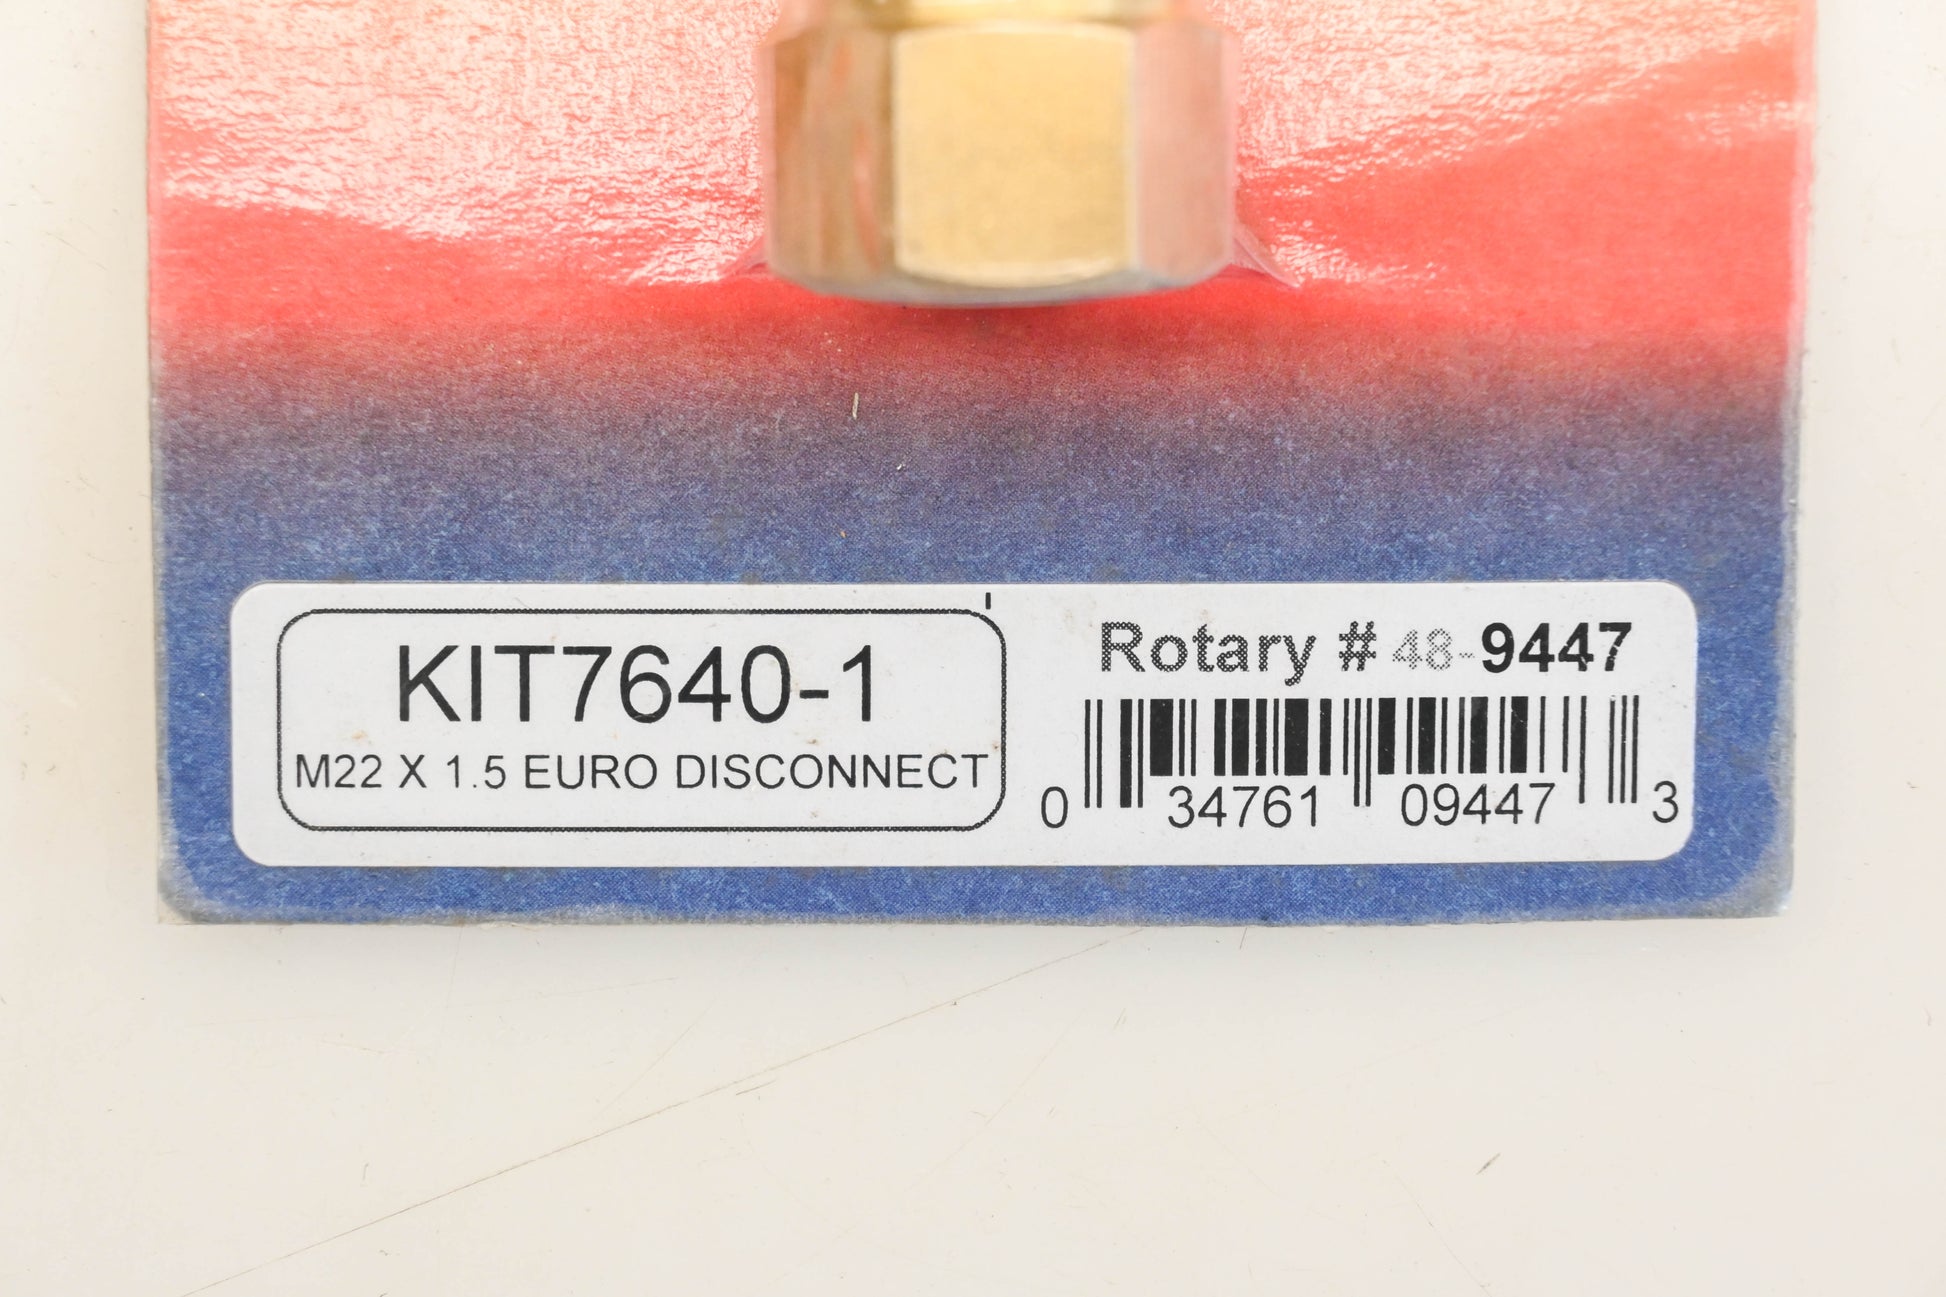 KIT7640-1
M22 X 1.5 EURO DISCONNECT
Rotary # 48-9447
0 34761 09447 3